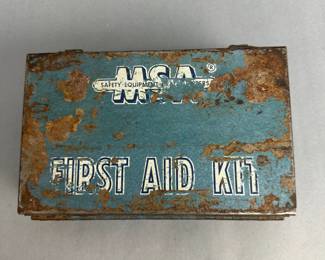 MSA
SAFETY EQUIPMENT
FIRST AID KIT